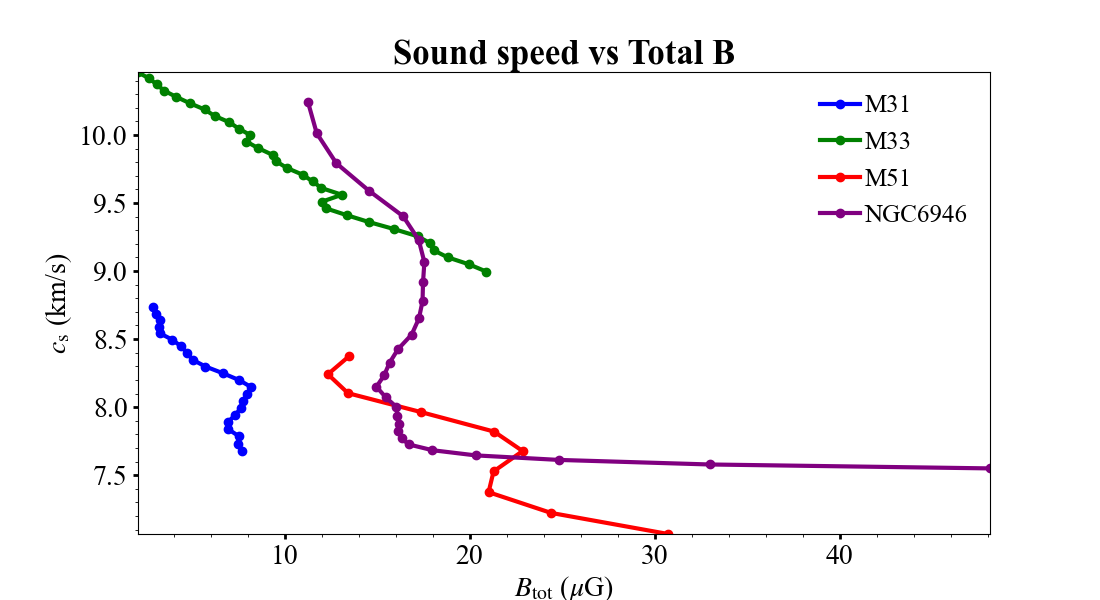 Sound speed vs Total B
M31
M33
M51
NGC6946
10.0
9.5
9.0
8.5
8.0
7.5
c_s (km/s)
10 20 30 40
B_tot (μG)